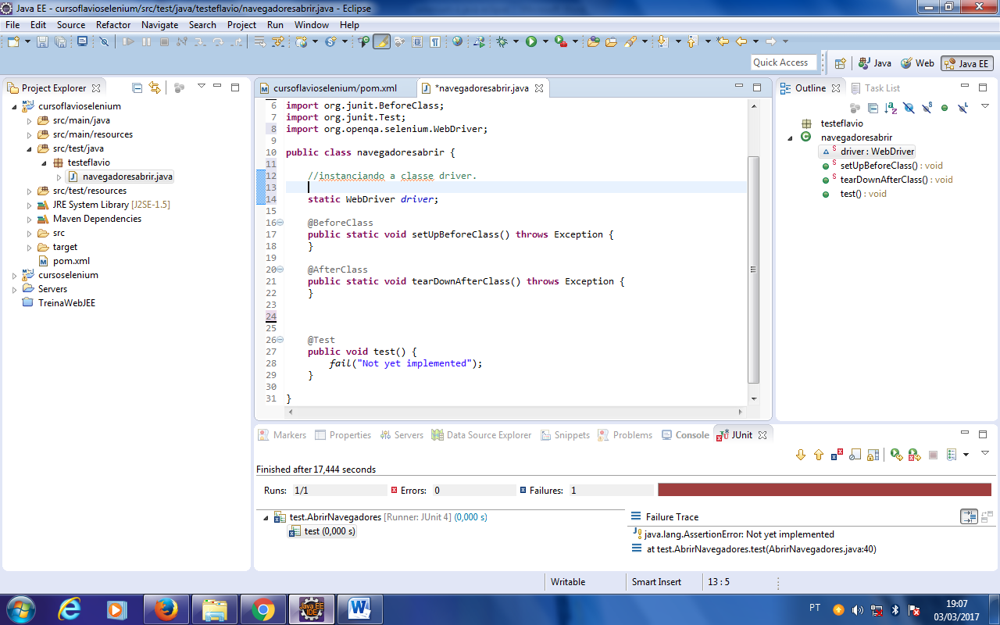 Java EE - cursoflavioselenium/src/test/java/testeflavio/navegadoresabrir.java - Eclipse
File Edit Source Refactor Navigate Search Project Run Window Help
Quick Access
Java
Web
Java EE
Project Explorer
cursoflavioselenium
src/main/java
src/main/resources
src/test/java
testeflavio
navegadoresabrir.java
src/test/resources
JRE System Library [J2SE-1.5]
Maven Dependencies
src
target
pom.xml
cursoselenium
Servers
TreinaWebJEE
cursoflavioselenium/pom.xml
*navegadoresabrir.java
6 import org.junit.BeforeClass;
7 import org.junit.Test;
8 import org.openqa.selenium.WebDriver;
9
10 public class navegadoresabrir {
11
12 //instanciando a classe driver.
13
14 static WebDriver driver;
15
16 @BeforeClass
17 public static void setUpBeforeClass() throws Exception {
18 }
19
20 @AfterClass
21 public static void tearDownAfterClass() throws Exception {
22 }
23
24
25
26 @Test
27 public void test() {
28 fail("Not yet implemented");
29 }
30
31 }
Outline
Task List
testeflavio
navegadoresabrir
driver : WebDriver
setUpBeforeClass() : void
tearDownAfterClass() : void
test() : void
Markers Properties Servers Data Source Explorer Snippets Problems Console JUnit
Finished after 17,444 seconds
Runs: 1/1 Errors: 0 Failures: 1
test.AbrirNavegadores [Runner: JUnit 4] (0,000 s)
test (0,000 s)
Failure Trace
java.lang.AssertionError: Not yet implemented
at test.AbrirNavegadores.test(AbrirNavegadores.java:40)
Writable Smart Insert 13 : 5
Java EE
IDE
PT
19:07
03/03/2017